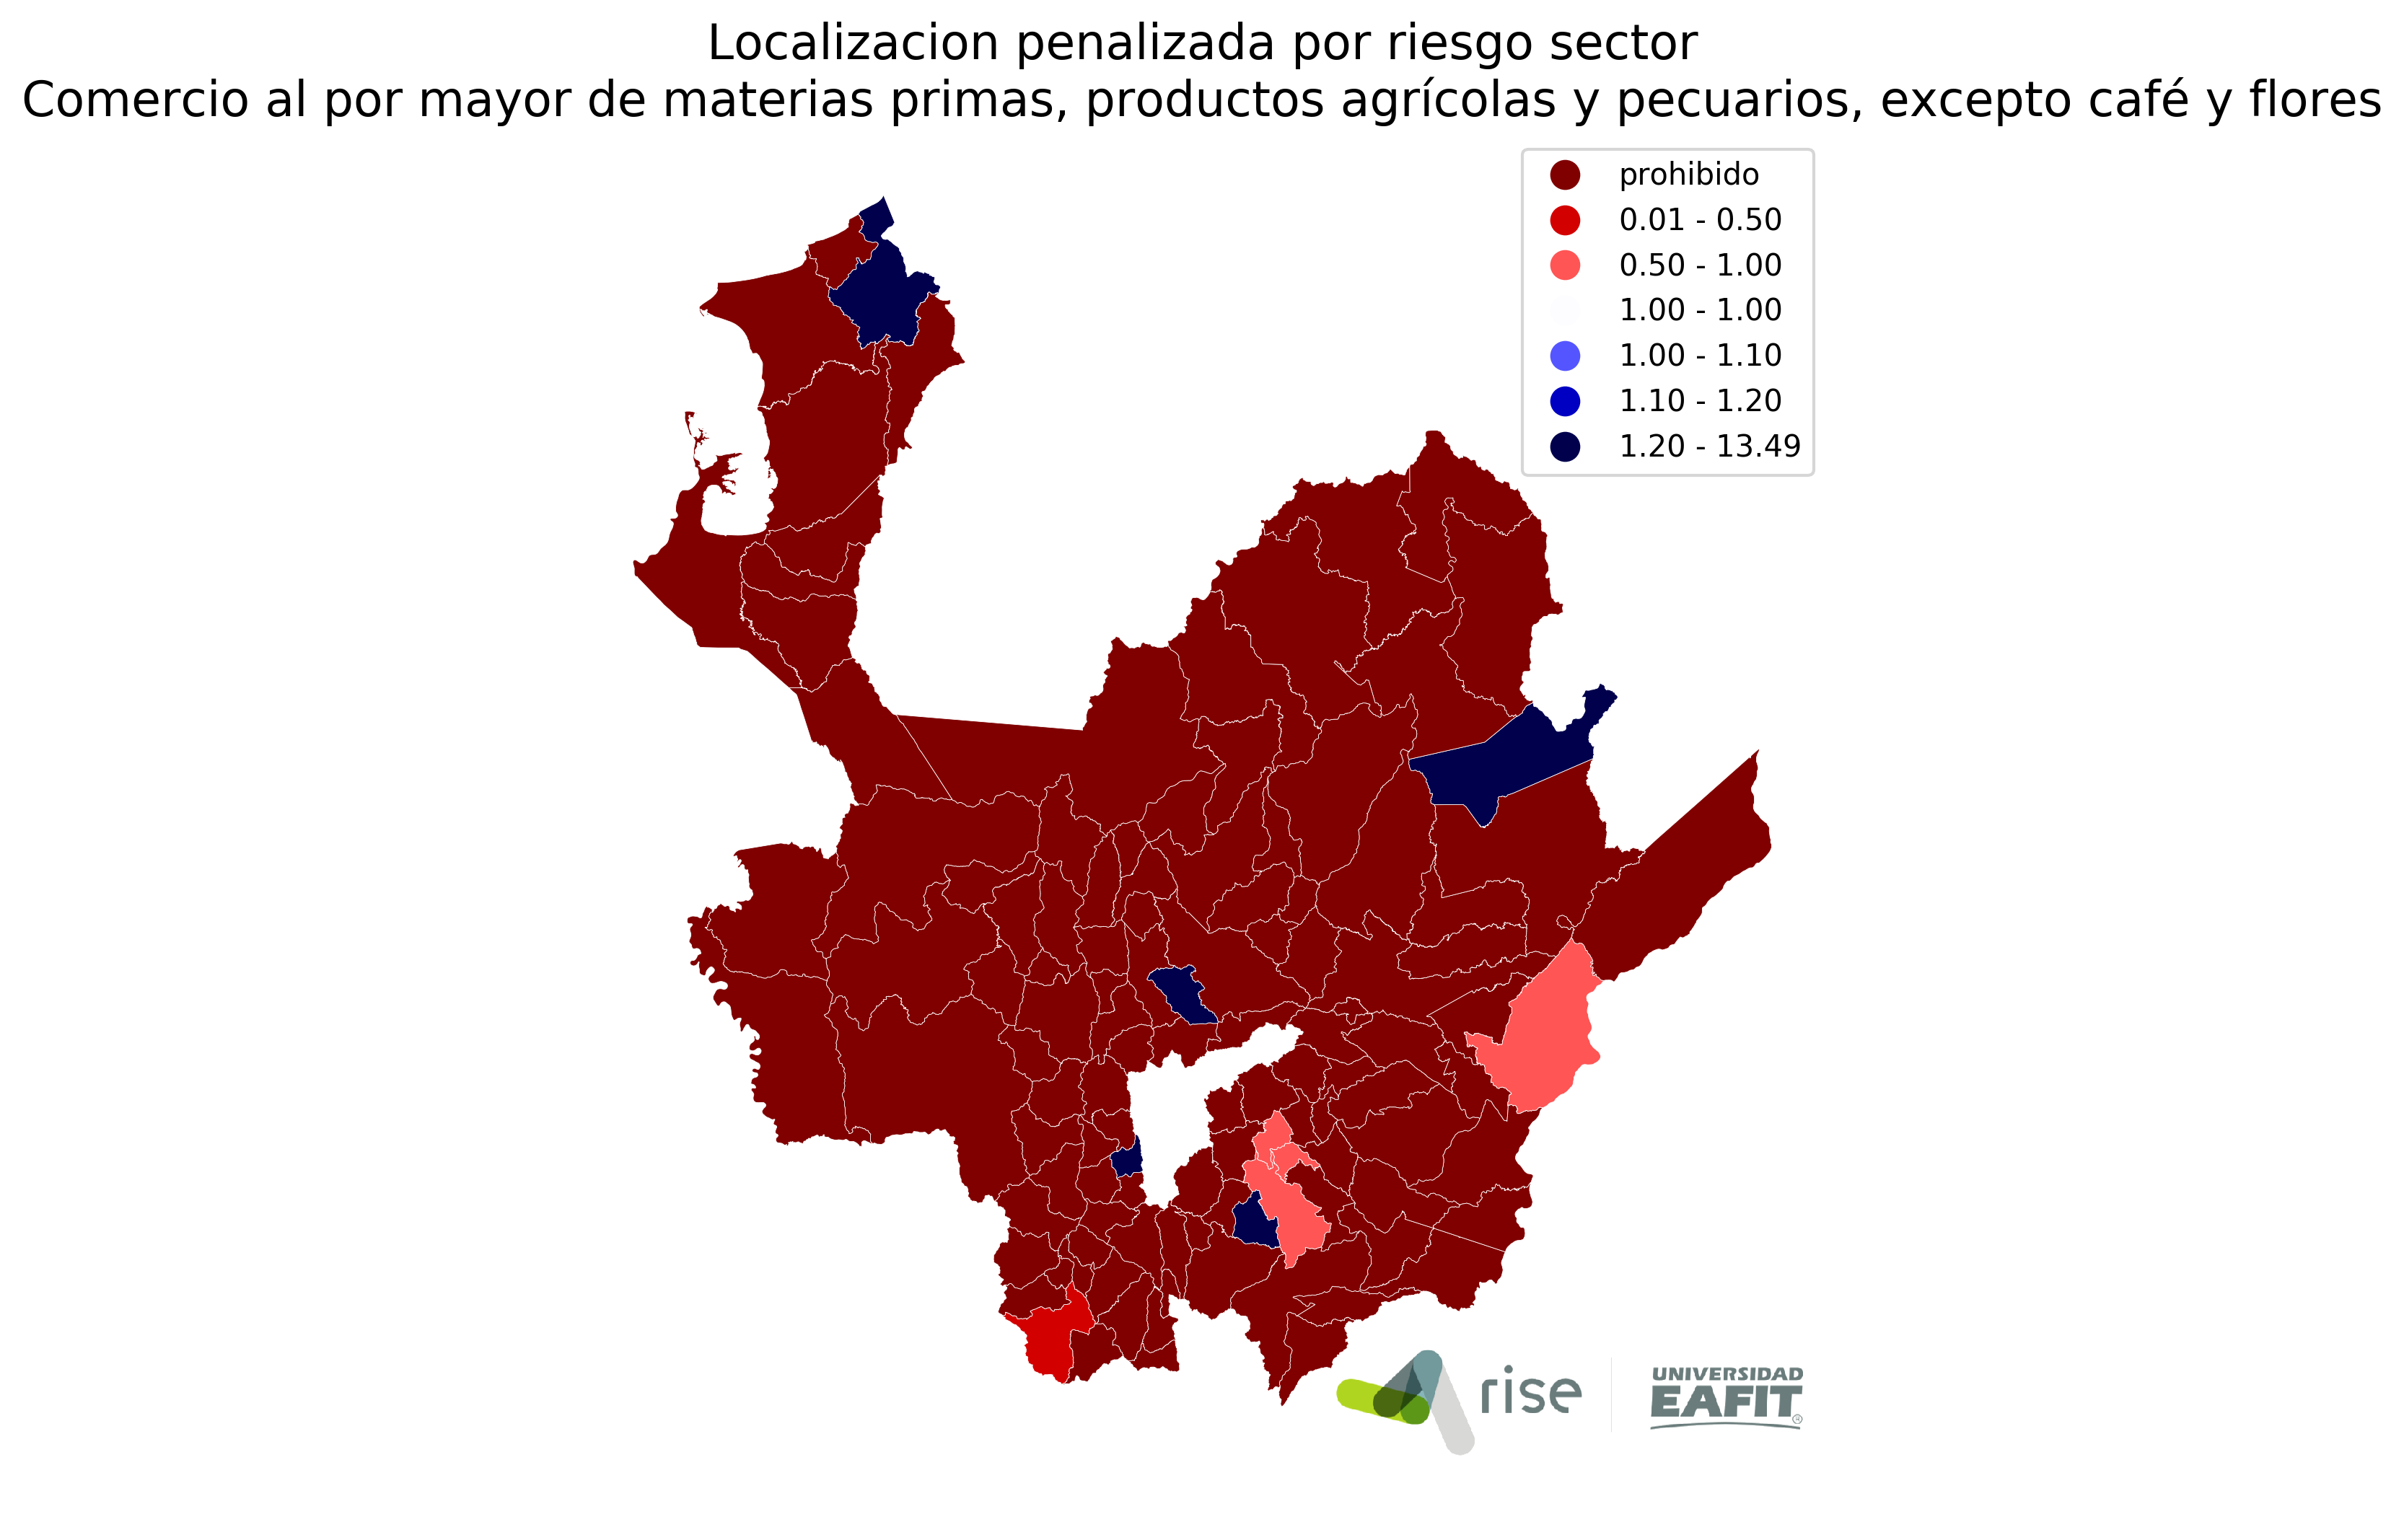 Localizacion penalizada por riesgo sector
Comercio al por mayor de materias primas, productos agrícolas y pecuarios, excepto café y flores
prohibido
0.01 - 0.50
0.50 - 1.00
1.00 - 1.00
1.00 - 1.10
1.10 - 1.20
1.20 - 13.49
rise
UNIVERSIDAD
EAFIT®